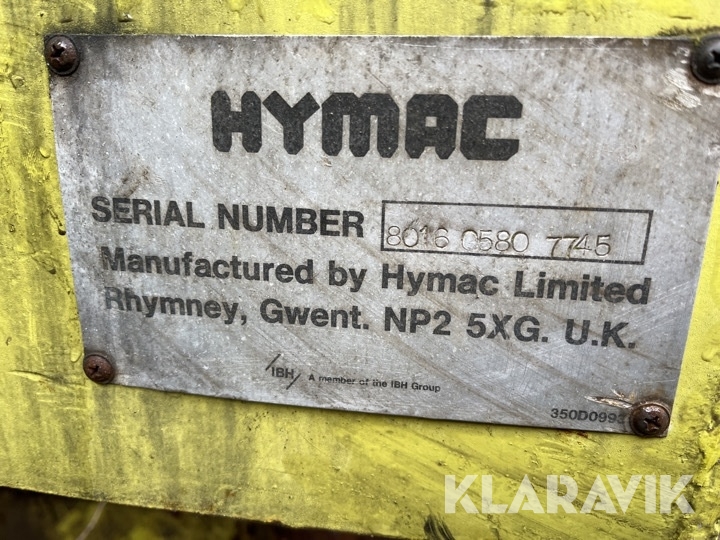 HYMAC
SERIAL NUMBER 8016 0580 7745
Manufactured by Hymac Limited
Rhymney, Gwent. NP2 5XG. U.K.
IBH A member of the IBH Group
KLARAVIK